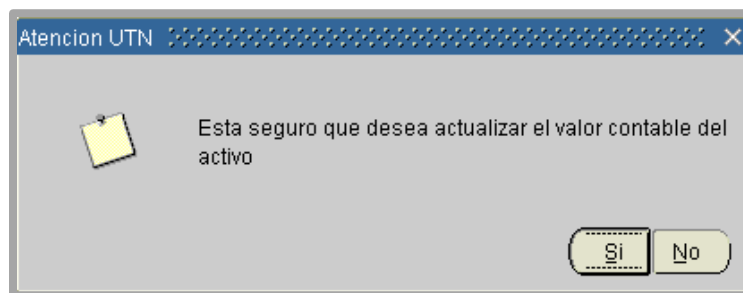 Atencion UTN
Esta seguro que desea actualizar el valor contable del
activo
Si No